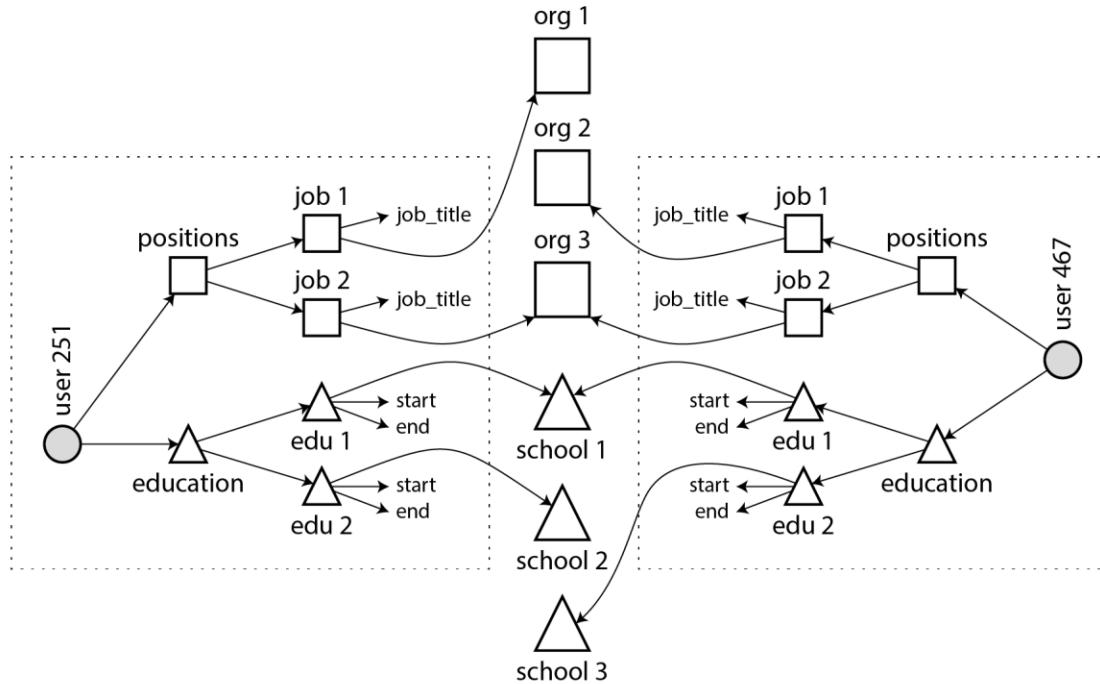 org 1
org 2
org 3
school 1
school 2
school 3
user 251
positions
job 1
job_title
job 2
job_title
education
edu 1
start
end
edu 2
start
end
user 467
positions
job 1
job_title
job 2
job_title
education
edu 1
start
end
edu 2
start
end